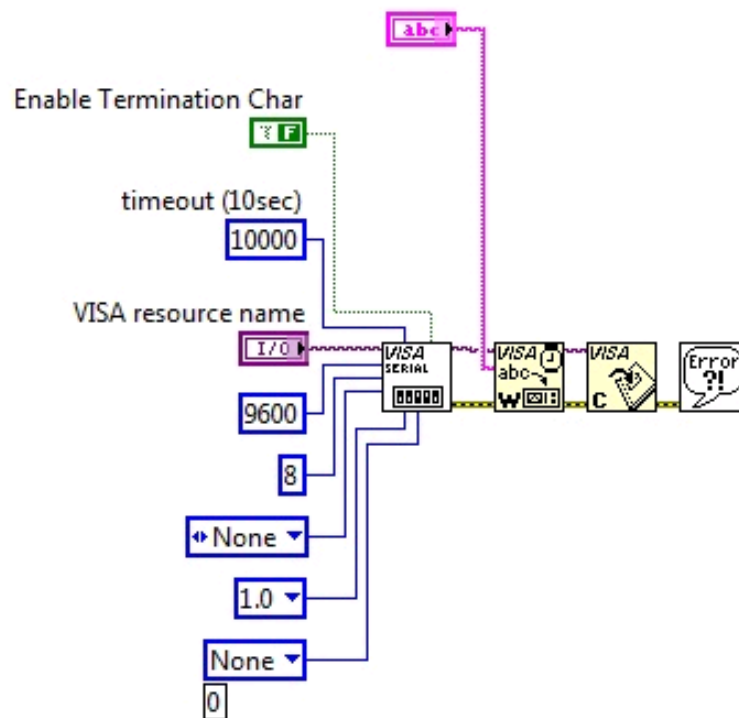 abc
Enable Termination Char
F
timeout (10sec)
10000
VISA resource name
I/O
VISA
SERIAL
VISA
abc
W
VISA
C
Error
?!
9600
8
None
1.0
None
0